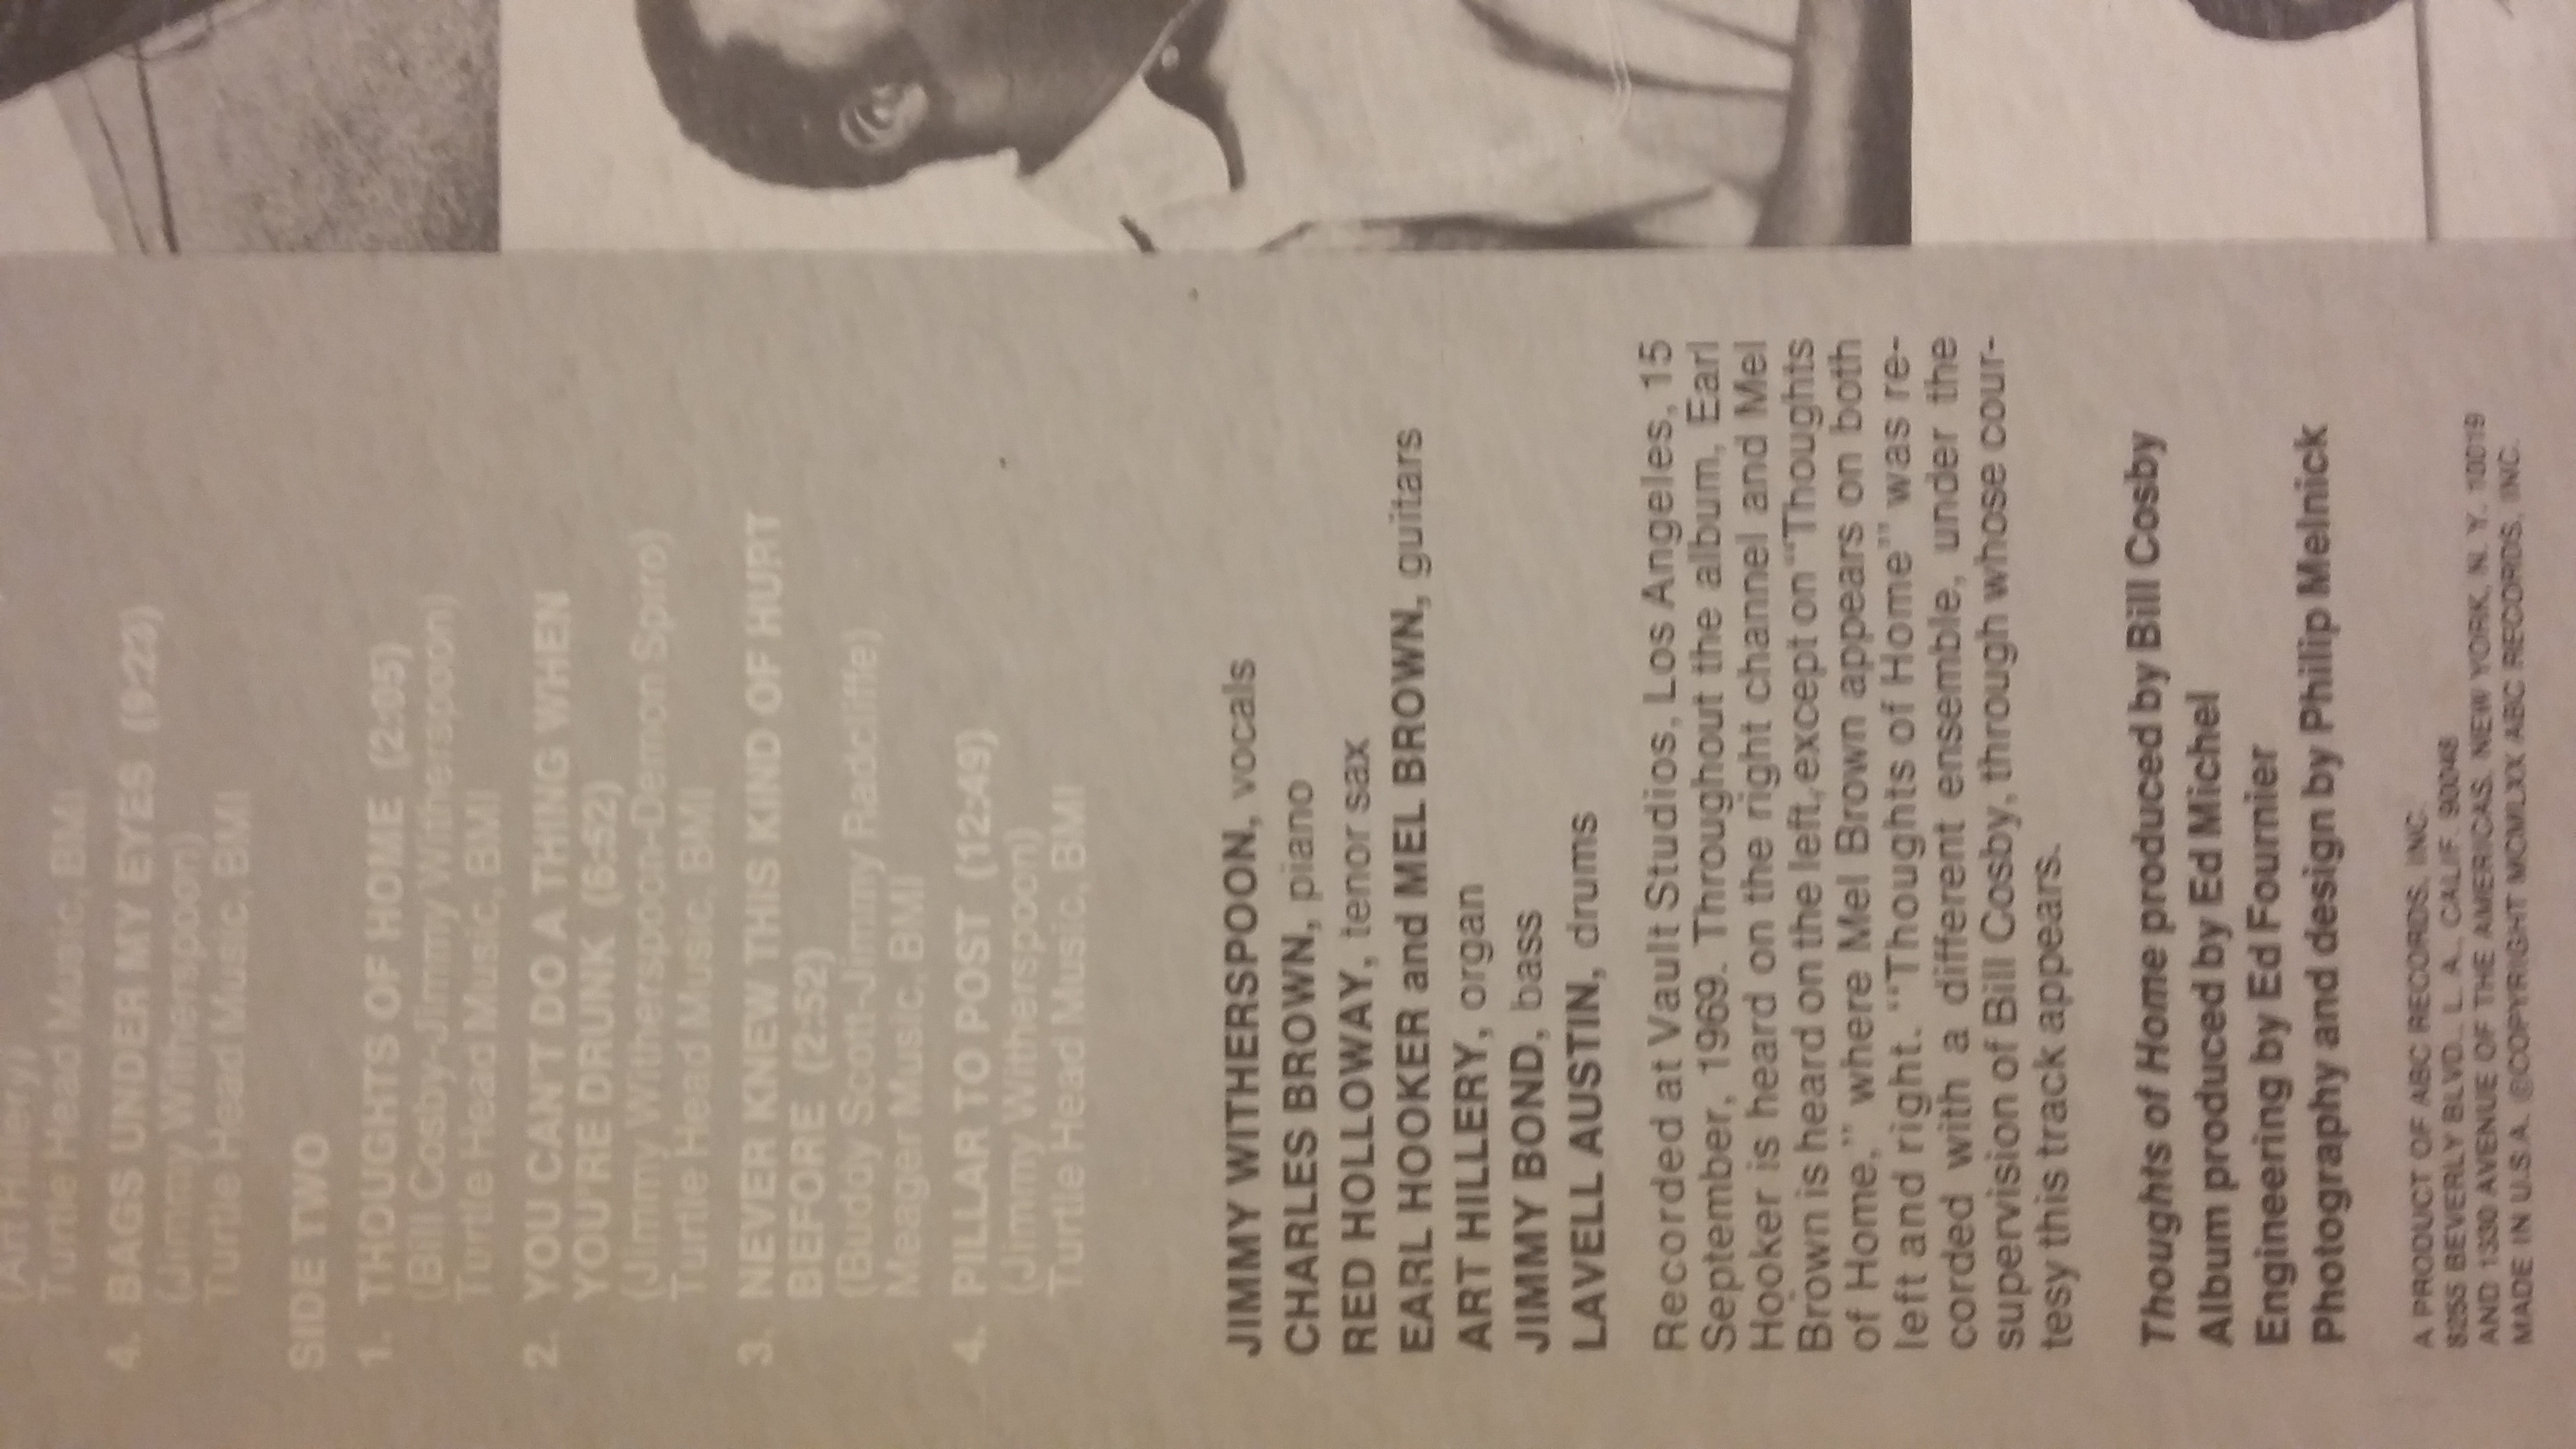 (Art Hillery)
Turtle Head Music, BMI
4. BAGS UNDER MY EYES (9:23)
(Jimmy Witherspoon)
Turtle Head Music, BMI
SIDE TWO
1. THOUGHTS OF HOME (2:05)
(Bill Cosby-Jimmy Witherspoon)
Turtle Head Music, BMI
2. YOU CAN'T DO A THING WHEN
YOU'RE DRUNK (6:52)
(Jimmy Witherspoon-Demon Spiro)
Turtle Head Music, BMI
3. NEVER KNEW THIS KIND OF HURT
BEFORE (2:52)
(Buddy Scott-Jimmy Radcliffe)
Meager Music, BMI
4. PILLAR TO POST (12:49)
(Jimmy Witherspoon)
Turtle Head Music, BMI
JIMMY WITHERSPOON, vocals
CHARLES BROWN, piano
RED HOLLOWAY, tenor sax
EARL HOOKER and MEL BROWN, guitars
ART HILLERY, organ
JIMMY BOND, bass
LAVELL AUSTIN, drums
Recorded at Vault Studios, Los Angeles, 15
September, 1969. Throughout the album, Earl
Hooker is heard on the right channel and Mel
Brown is heard on the left, except on "Thoughts
of Home," where Mel Brown appears on both
left and right. "Thoughts of Home" was re-
corded with a different ensemble, under the
supervision of Bill Cosby, through whose cour-
tesy this track appears.
Thoughts of Home produced by Bill Cosby
Album produced by Ed Michel
Engineering by Ed Fournier
Photography and design by Philip Melnick
A PRODUCT OF ABC RECORDS, INC.
8255 BEVERLY BLVD., L. A., CALIF. 90048
AND 1330 AVENUE OF THE AMERICAS, NEW YORK, N. Y. 10019
MADE IN U.S.A. ©COPYRIGHT MCMLXX ABC RECORDS, INC.